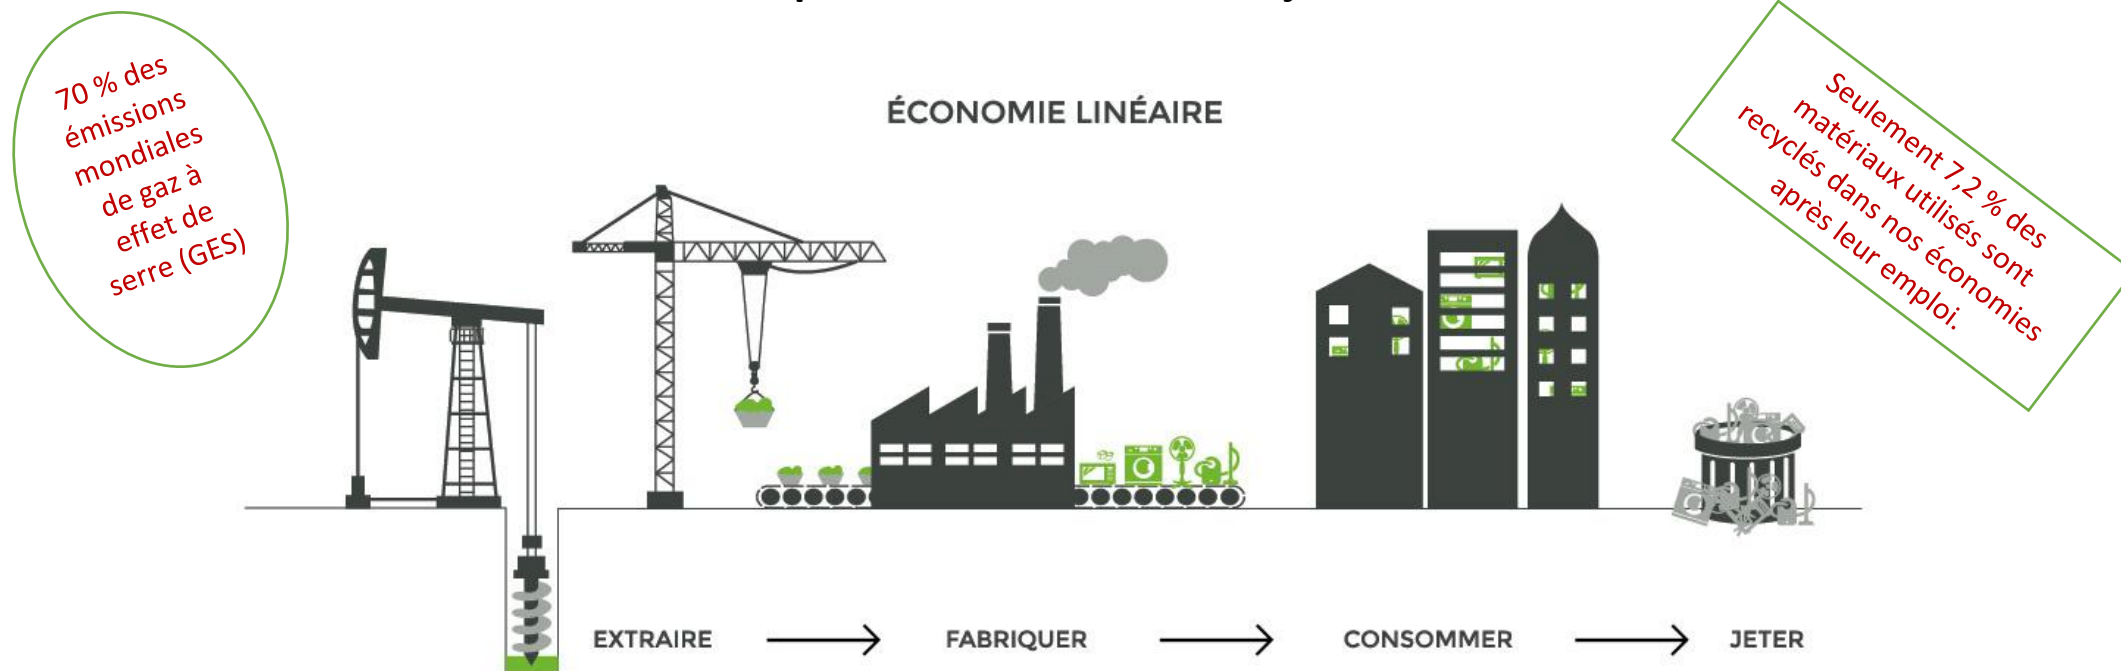 70 % des
émissions
mondiales
de gaz à
effet de
serre (GES)
ÉCONOMIE LINÉAIRE
Seulement 7,2 % des
matériaux utilisés sont
recyclés dans nos économies
après leur emploi.
EXTRAIRE
FABRIQUER
CONSOMMER
JETER